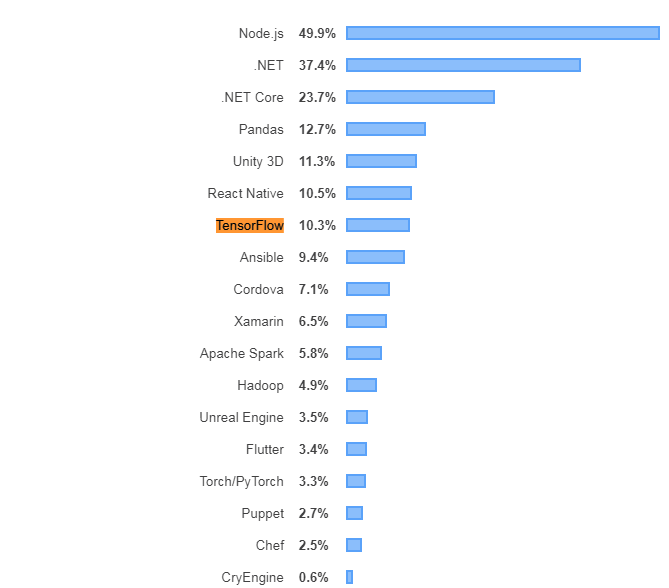 Node.js 49.9%
.NET 37.4%
.NET Core 23.7%
Pandas 12.7%
Unity 3D 11.3%
React Native 10.5%
TensorFlow 10.3%
Ansible 9.4%
Cordova 7.1%
Xamarin 6.5%
Apache Spark 5.8%
Hadoop 4.9%
Unreal Engine 3.5%
Flutter 3.4%
Torch/PyTorch 3.3%
Puppet 2.7%
Chef 2.5%
CryEngine 0.6%